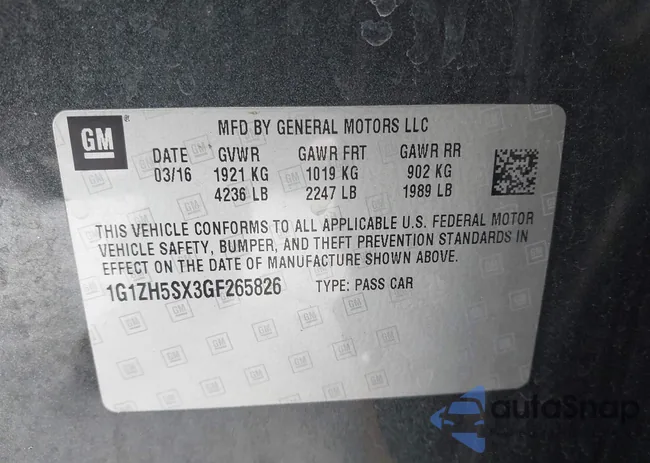 GM
MFD BY GENERAL MOTORS LLC
DATE GVWR GAWR FRT GAWR RR
03/16 1921 KG 1019 KG 902 KG
4236 LB 2247 LB 1989 LB
THIS VEHICLE CONFORMS TO ALL APPLICABLE U.S. FEDERAL MOTOR
VEHICLE SAFETY, BUMPER, AND THEFT PREVENTION STANDARDS IN
EFFECT ON THE DATE OF MANUFACTURE SHOWN ABOVE.
1G1ZH5SX3GF265826 TYPE: PASS CAR
autoSnap